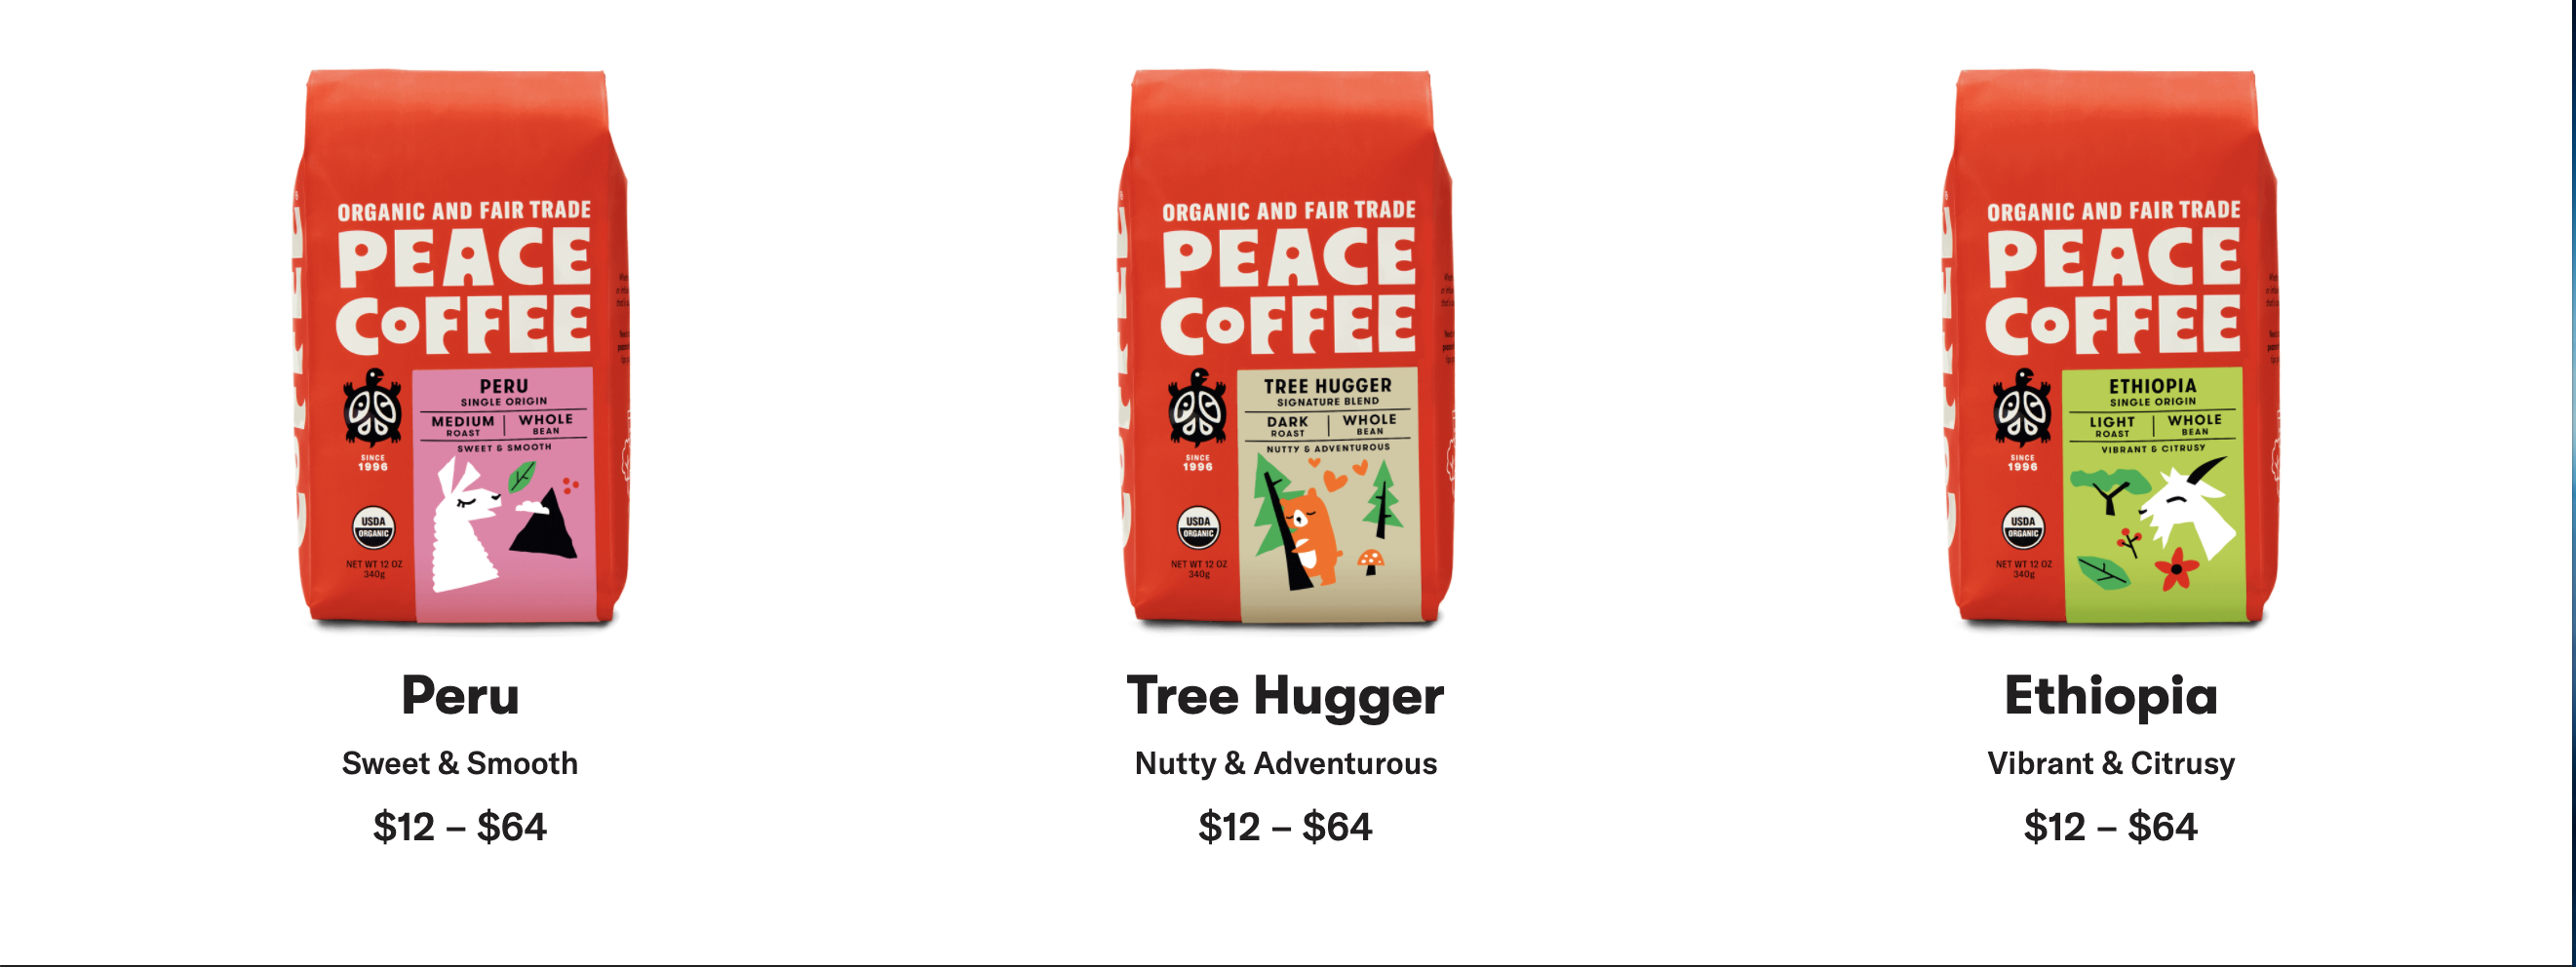 ORGANIC AND FAIR TRADE
PEACE
COFFEE
PERU
SINGLE ORIGIN
MEDIUM ROAST
WHOLE BEAN
SWEET & SMOOTH
SINCE
1996
USDA
ORGANIC
NET WT 12 OZ
340g
Peru
Sweet & Smooth
$12 – $64
ORGANIC AND FAIR TRADE
PEACE
COFFEE
TREE HUGGER
SIGNATURE BLEND
DARK ROAST
WHOLE BEAN
NUTTY & ADVENTUROUS
SINCE
1996
USDA
ORGANIC
NET WT 12 OZ
340g
Tree Hugger
Nutty & Adventurous
$12 – $64
ORGANIC AND FAIR TRADE
PEACE
COFFEE
ETHIOPIA
SINGLE ORIGIN
LIGHT ROAST
WHOLE BEAN
VIBRANT & CITRUSY
SINCE
1996
USDA
ORGANIC
NET WT 12 OZ
340g
Ethiopia
Vibrant & Citrusy
$12 – $64